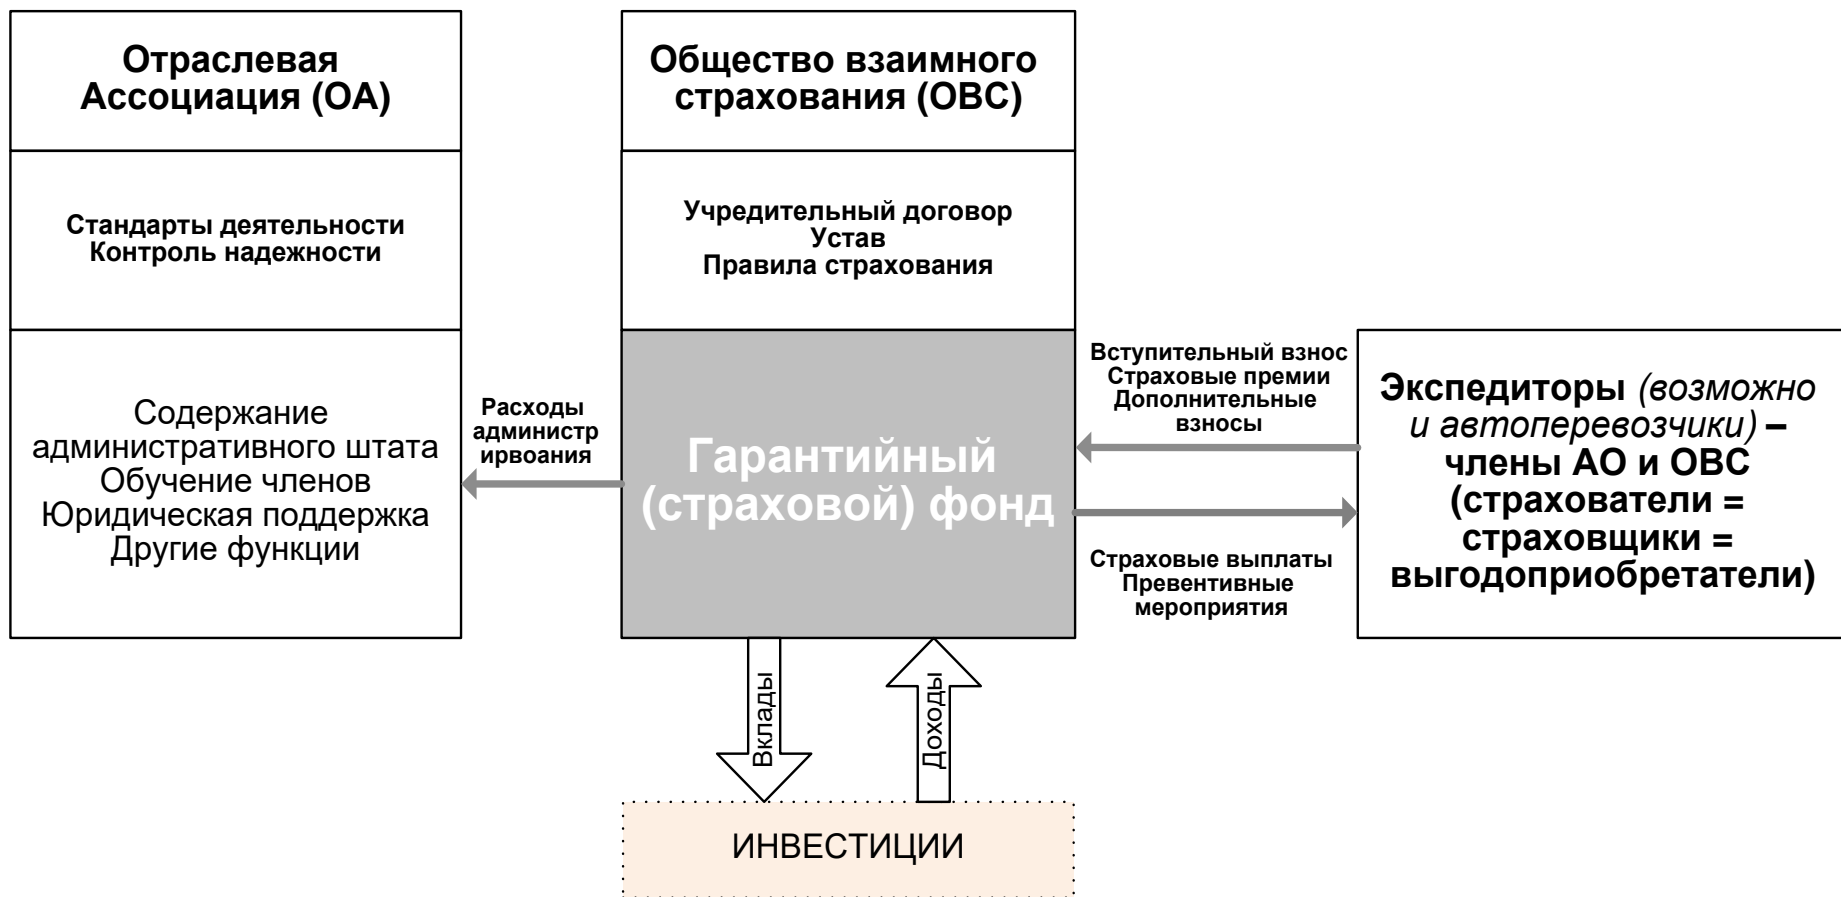 Отраслевая
Ассоциация (ОА)
Стандарты деятельности
Контроль надежности
Содержание
административного штата
Обучение членов
Юридическая поддержка
Другие функции
Расходы
администр
ирвоания
Общество взаимного
страхования (ОВС)
Учредительный договор
Устав
Правила страхования
Гарантийный
(страховой) фонд
Вступительный взнос
Страховые премии
Дополнительные
взносы
Страховые выплаты
Превентивные
мероприятия
Экспедиторы (возможно
и автоперевозчики) –
члены АО и ОВС
(страхователи =
страховщики =
выгодоприобретатели)
Вклады
Доходы
ИНВЕСТИЦИИ